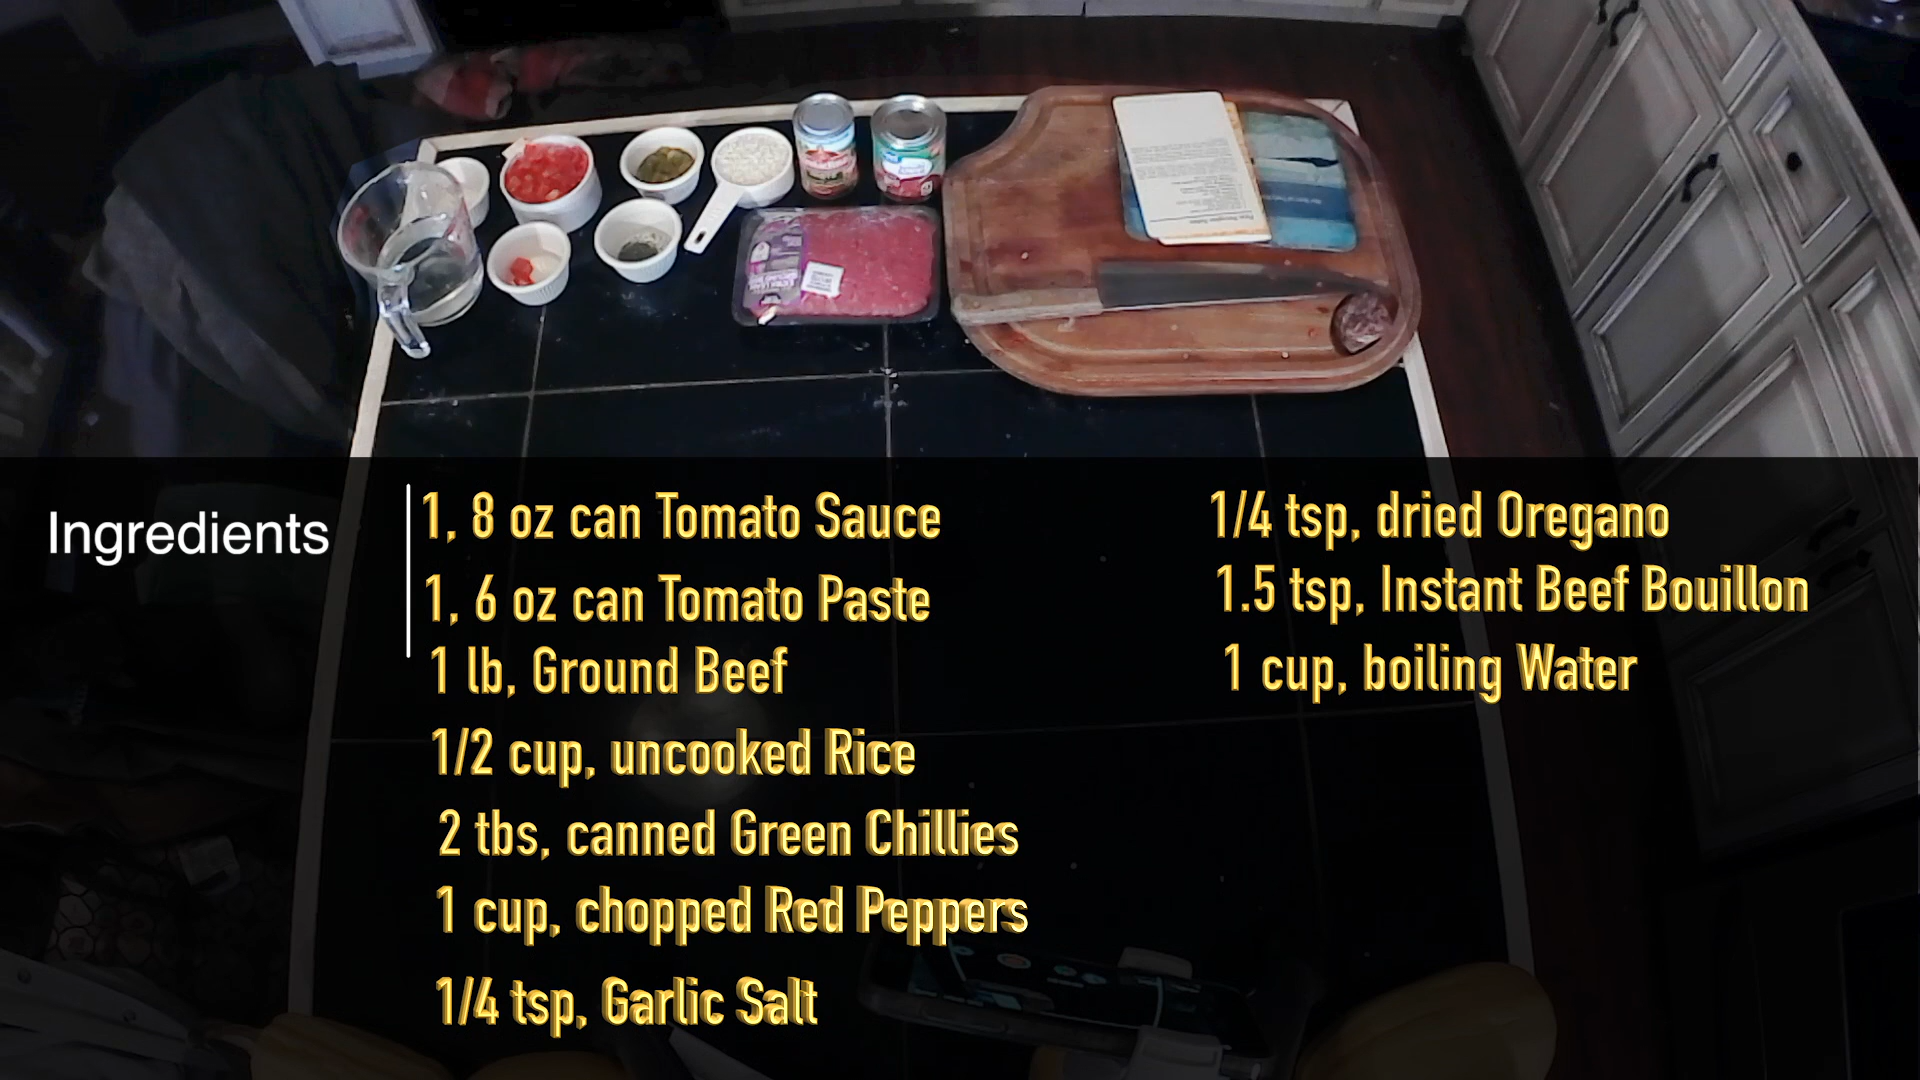 Ingredients
1, 8 oz can Tomato Sauce
1, 6 oz can Tomato Paste
1 lb, Ground Beef
1/2 cup, uncooked Rice
2 tbs, canned Green Chillies
1 cup, chopped Red Peppers
1/4 tsp, Garlic Salt
1/4 tsp, dried Oregano
1.5 tsp, Instant Beef Bouillon
1 cup, boiling Water